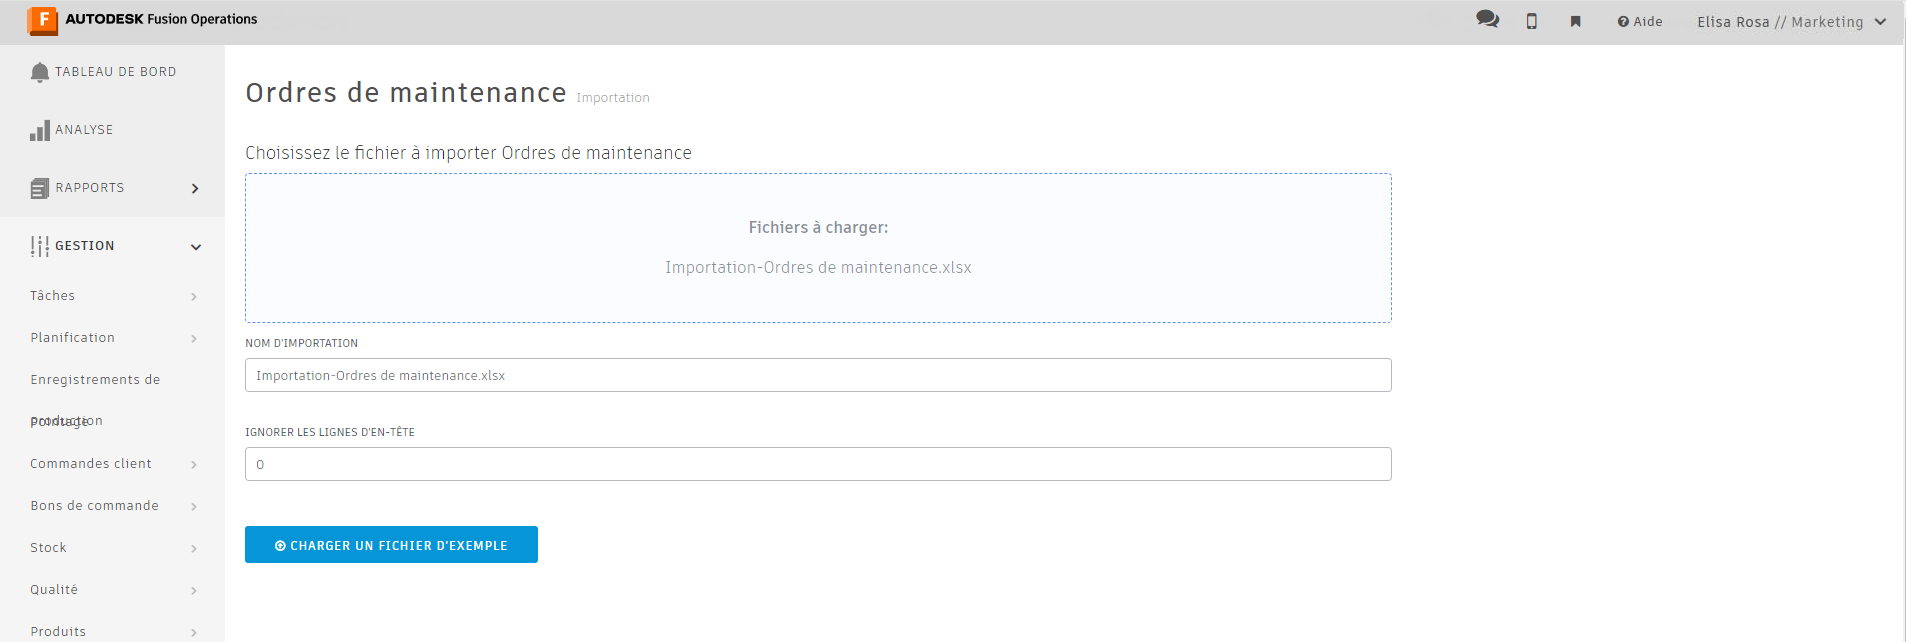 AUTODESK Fusion Operations
Aide
Elisa Rosa // Marketing
TABLEAU DE BORD
ANALYSE
RAPPORTS
GESTION
Tâches
Planification
Enregistrements de
production
Pointage
Commandes client
Bons de commande
Stock
Qualité
Produits
Ordres de maintenance Importation
Choisissez le fichier à importer Ordres de maintenance
Fichiers à charger:
Importation-Ordres de maintenance.xlsx
NOM D'IMPORTATION
Importation-Ordres de maintenance.xlsx
IGNORER LES LIGNES D'EN-TÊTE
0
CHARGER UN FICHIER D'EXEMPLE